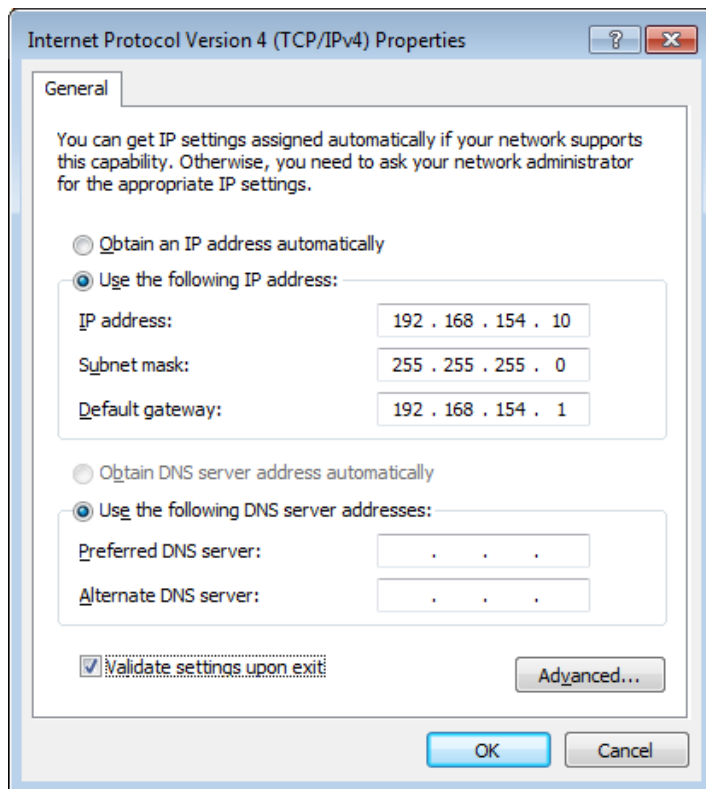 Internet Protocol Version 4 (TCP/IPv4) Properties
?
General
You can get IP settings assigned automatically if your network supports
this capability. Otherwise, you need to ask your network administrator
for the appropriate IP settings.
Obtain an IP address automatically
Use the following IP address:
IP address: 192 . 168 . 154 . 10
Subnet mask: 255 . 255 . 255 . 0
Default gateway: 192 . 168 . 154 . 1
Obtain DNS server address automatically
Use the following DNS server addresses:
Preferred DNS server: . . .
Alternate DNS server: . . .
Validate settings upon exit
Advanced...
OK Cancel